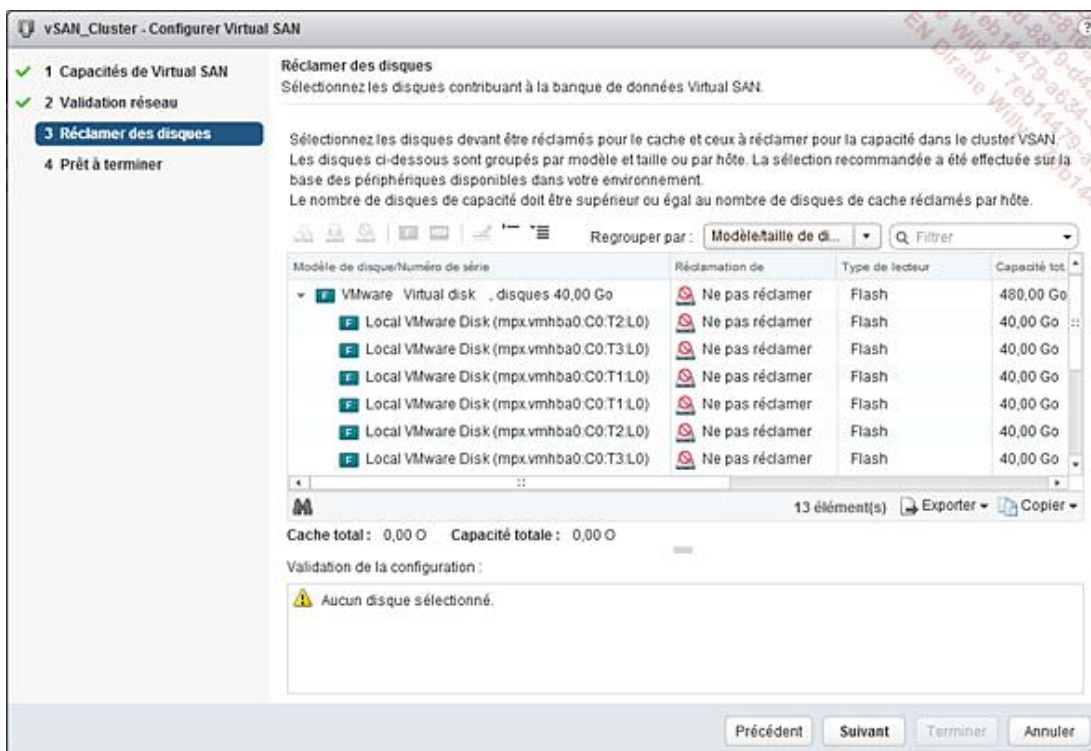 vSAN_Cluster - Configurer Virtual SAN
?
1 Capacités de Virtual SAN
2 Validation réseau
3 Réclamer des disques
4 Prêt à terminer
Réclamer des disques
Sélectionnez les disques contribuant à la banque de données Virtual SAN.
Sélectionnez les disques devant être réclamés pour le cache et ceux à réclamer pour la capacité dans le cluster VSAN.
Les disques ci-dessous sont groupés par modèle et taille ou par hôte. La sélection recommandée a été effectuée sur la
base des périphériques disponibles dans votre environnement.
Le nombre de disques de capacité doit être supérieur ou égal au nombre de disques de cache réclamés par hôte.
Regrouper par : Modèle/taille de di... Filtrer
Modèle de disque/Numéro de série Réclamation de Type de lecteur Capacité tot.
F VMware Virtual disk , disques 40,00 Go Ne pas réclamer Flash 480,00 Go
F Local VMware Disk (mpx.vmhba0:C0:T2:L0) Ne pas réclamer Flash 40,00 Go
F Local VMware Disk (mpx.vmhba0:C0:T3:L0) Ne pas réclamer Flash 40,00 Go
F Local VMware Disk (mpx.vmhba0:C0:T1:L0) Ne pas réclamer Flash 40,00 Go
F Local VMware Disk (mpx.vmhba0:C0:T1:L0) Ne pas réclamer Flash 40,00 Go
F Local VMware Disk (mpx.vmhba0:C0:T2:L0) Ne pas réclamer Flash 40,00 Go
F Local VMware Disk (mpx.vmhba0:C0:T3:L0) Ne pas réclamer Flash 40,00 Go
13 élément(s) Exporter Copier
Cache total : 0,00 O Capacité totale : 0,00 O
Validation de la configuration :
Aucun disque sélectionné.
Précédent Suivant Terminer Annuler